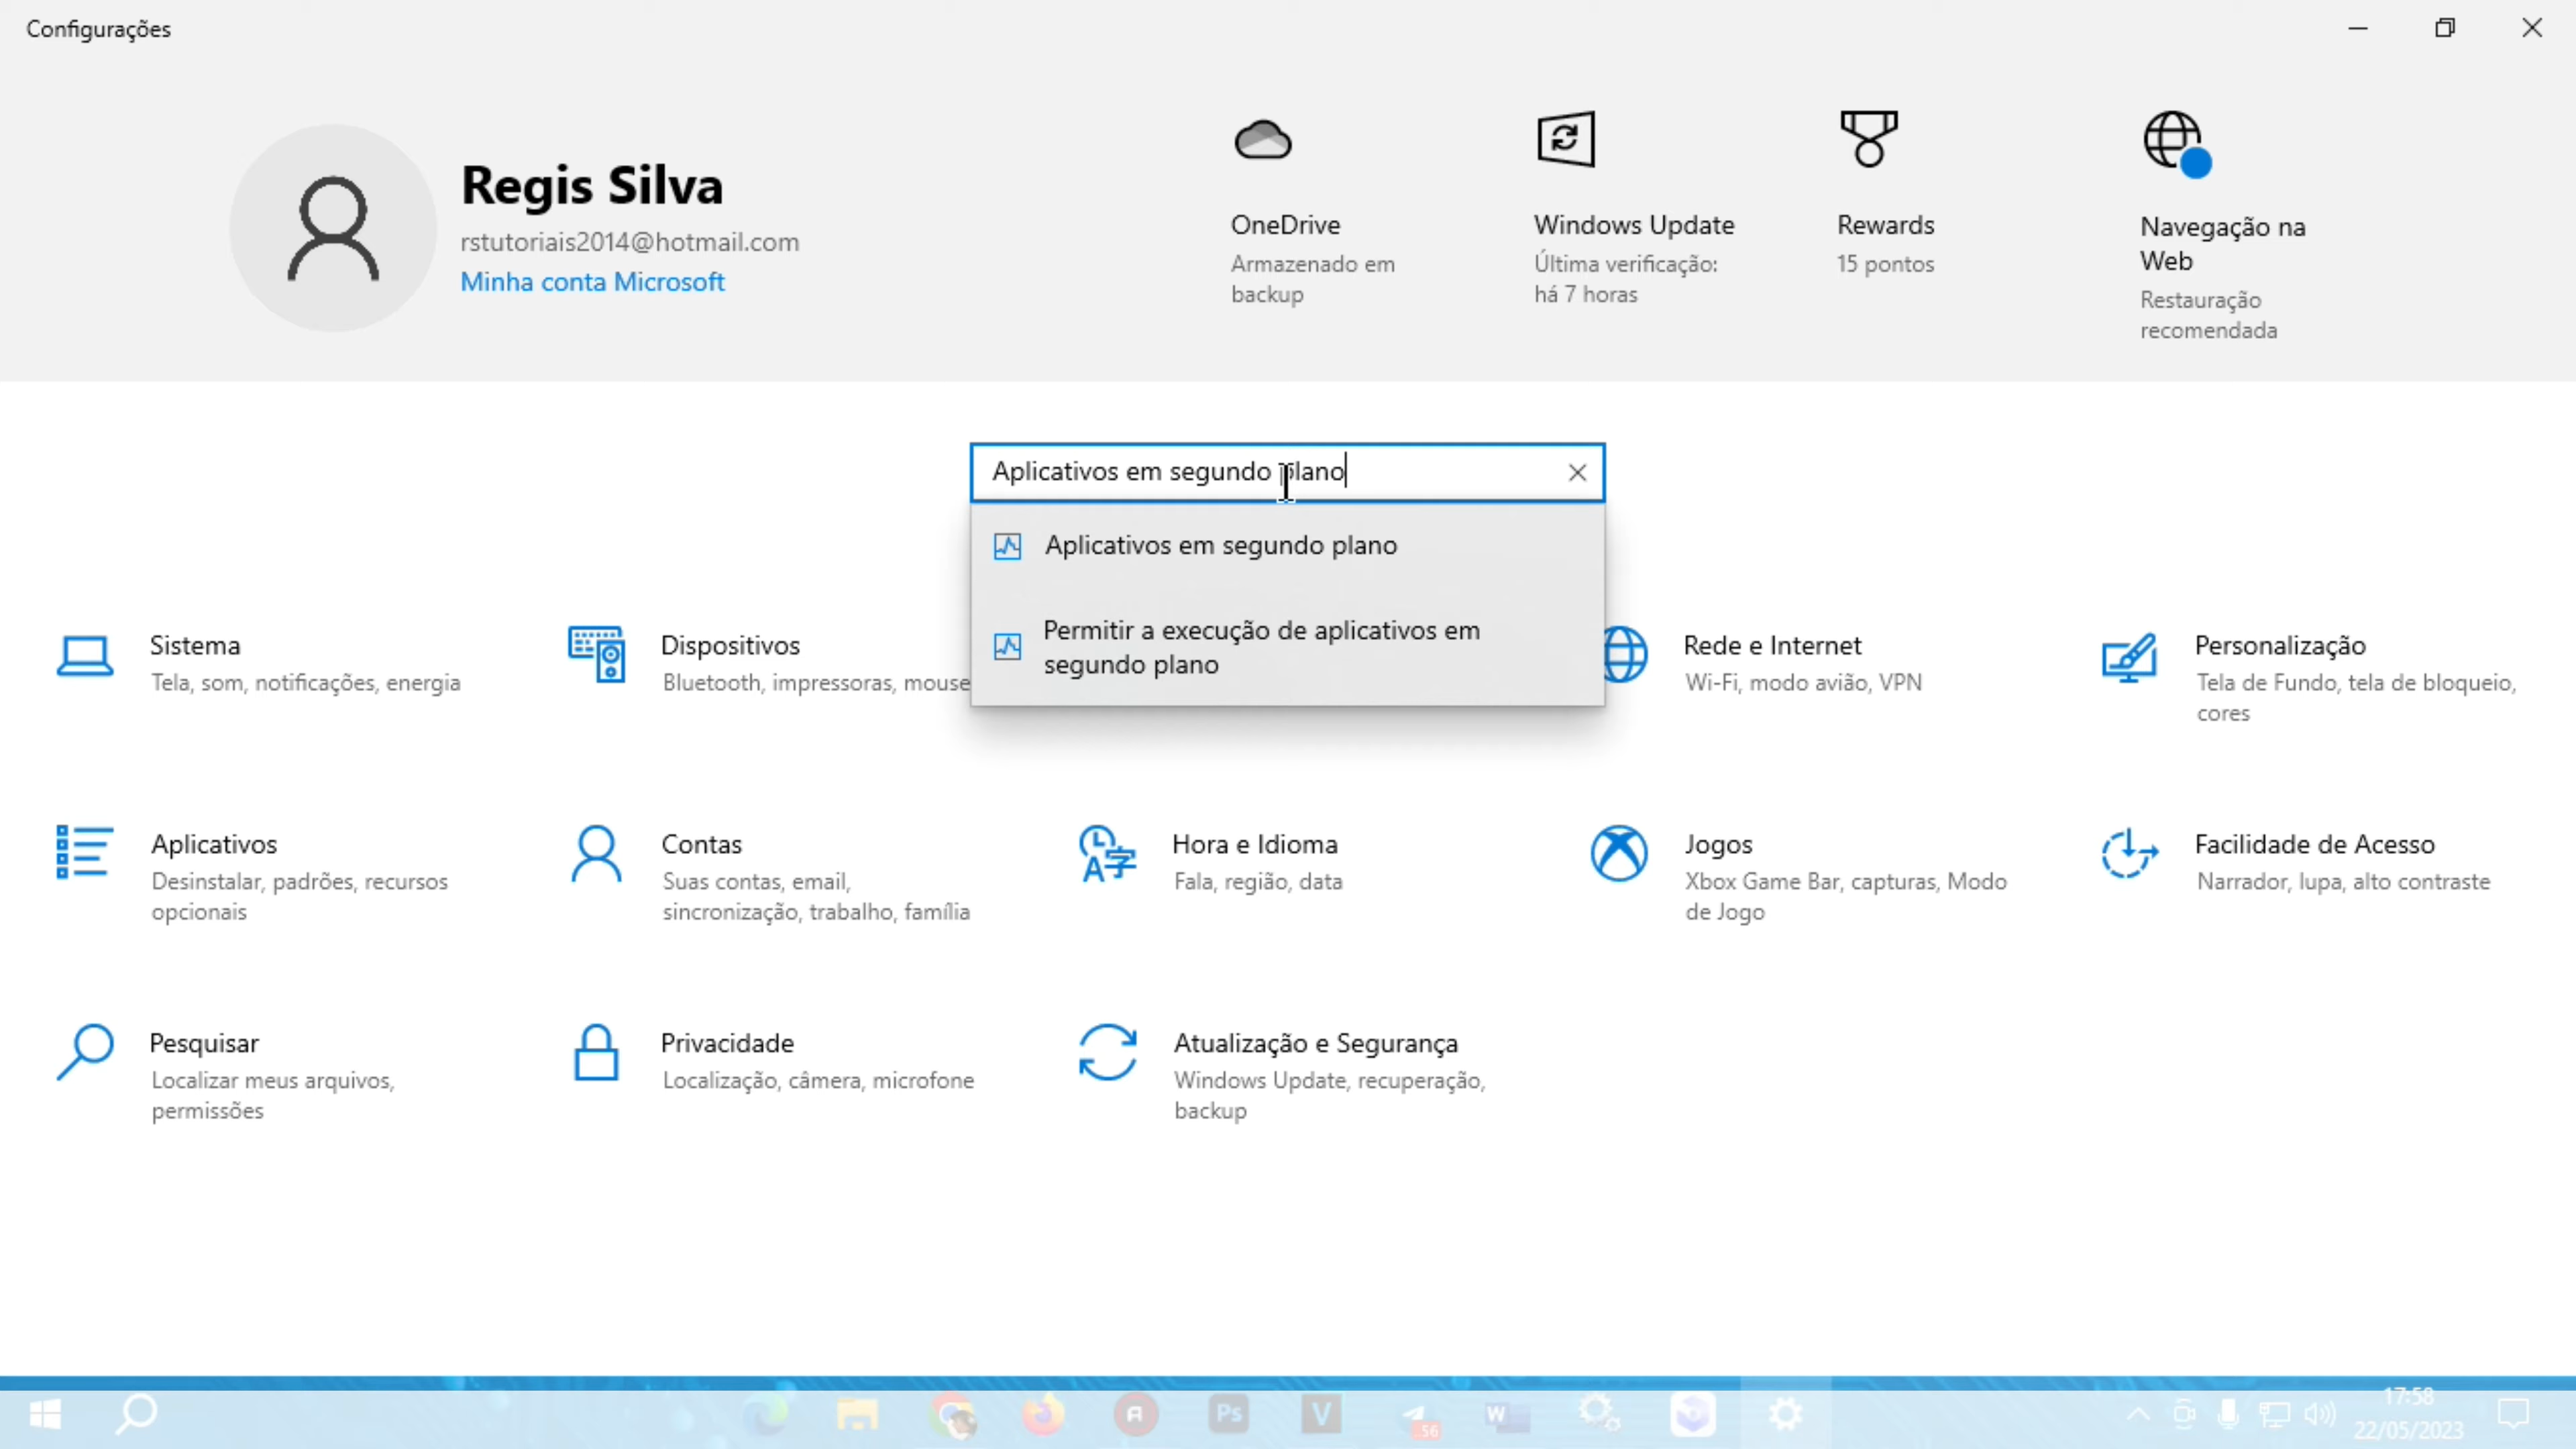 Configurações
Regis Silva
rstutoriais2014@hotmail.com
Minha conta Microsoft
OneDrive
Armazenado em
backup
Windows Update
Última verificação:
há 7 horas
Rewards
15 pontos
Navegação na
Web
Restauração
recomendada
Aplicativos em segundo plano
Aplicativos em segundo plano
Permitir a execução de aplicativos em
segundo plano
Sistema
Tela, som, notificações, energia
Dispositivos
Bluetooth, impressoras, mouse
Rede e Internet
Wi-Fi, modo avião, VPN
Personalização
Tela de Fundo, tela de bloqueio,
cores
Aplicativos
Desinstalar, padrões, recursos
opcionais
Contas
Suas contas, email,
sincronização, trabalho, família
Hora e Idioma
Fala, região, data
Jogos
Xbox Game Bar, capturas, Modo
de Jogo
Facilidade de Acesso
Narrador, lupa, alto contraste
Pesquisar
Localizar meus arquivos,
permissões
Privacidade
Localização, câmera, microfone
Atualização e Segurança
Windows Update, recuperação,
backup
Ps
V
..56
W
17:58
22/05/2023